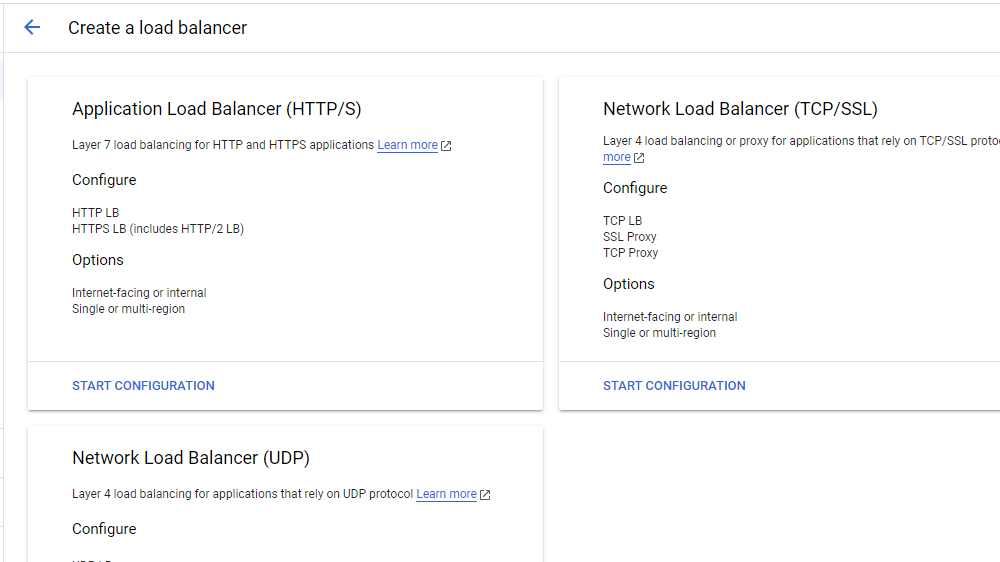 Create a load balancer
Application Load Balancer (HTTP/S)
Layer 7 load balancing for HTTP and HTTPS applications Learn more
Configure
HTTP LB
HTTPS LB (includes HTTP/2 LB)
Options
Internet-facing or internal
Single or multi-region
START CONFIGURATION
Network Load Balancer (TCP/SSL)
Layer 4 load balancing or proxy for applications that rely on TCP/SSL
more
Configure
TCP LB
SSL Proxy
TCP Proxy
Options
Internet-facing or internal
Single or multi-region
START CONFIGURATION
Network Load Balancer (UDP)
Layer 4 load balancing for applications that rely on UDP protocol Learn more
Configure